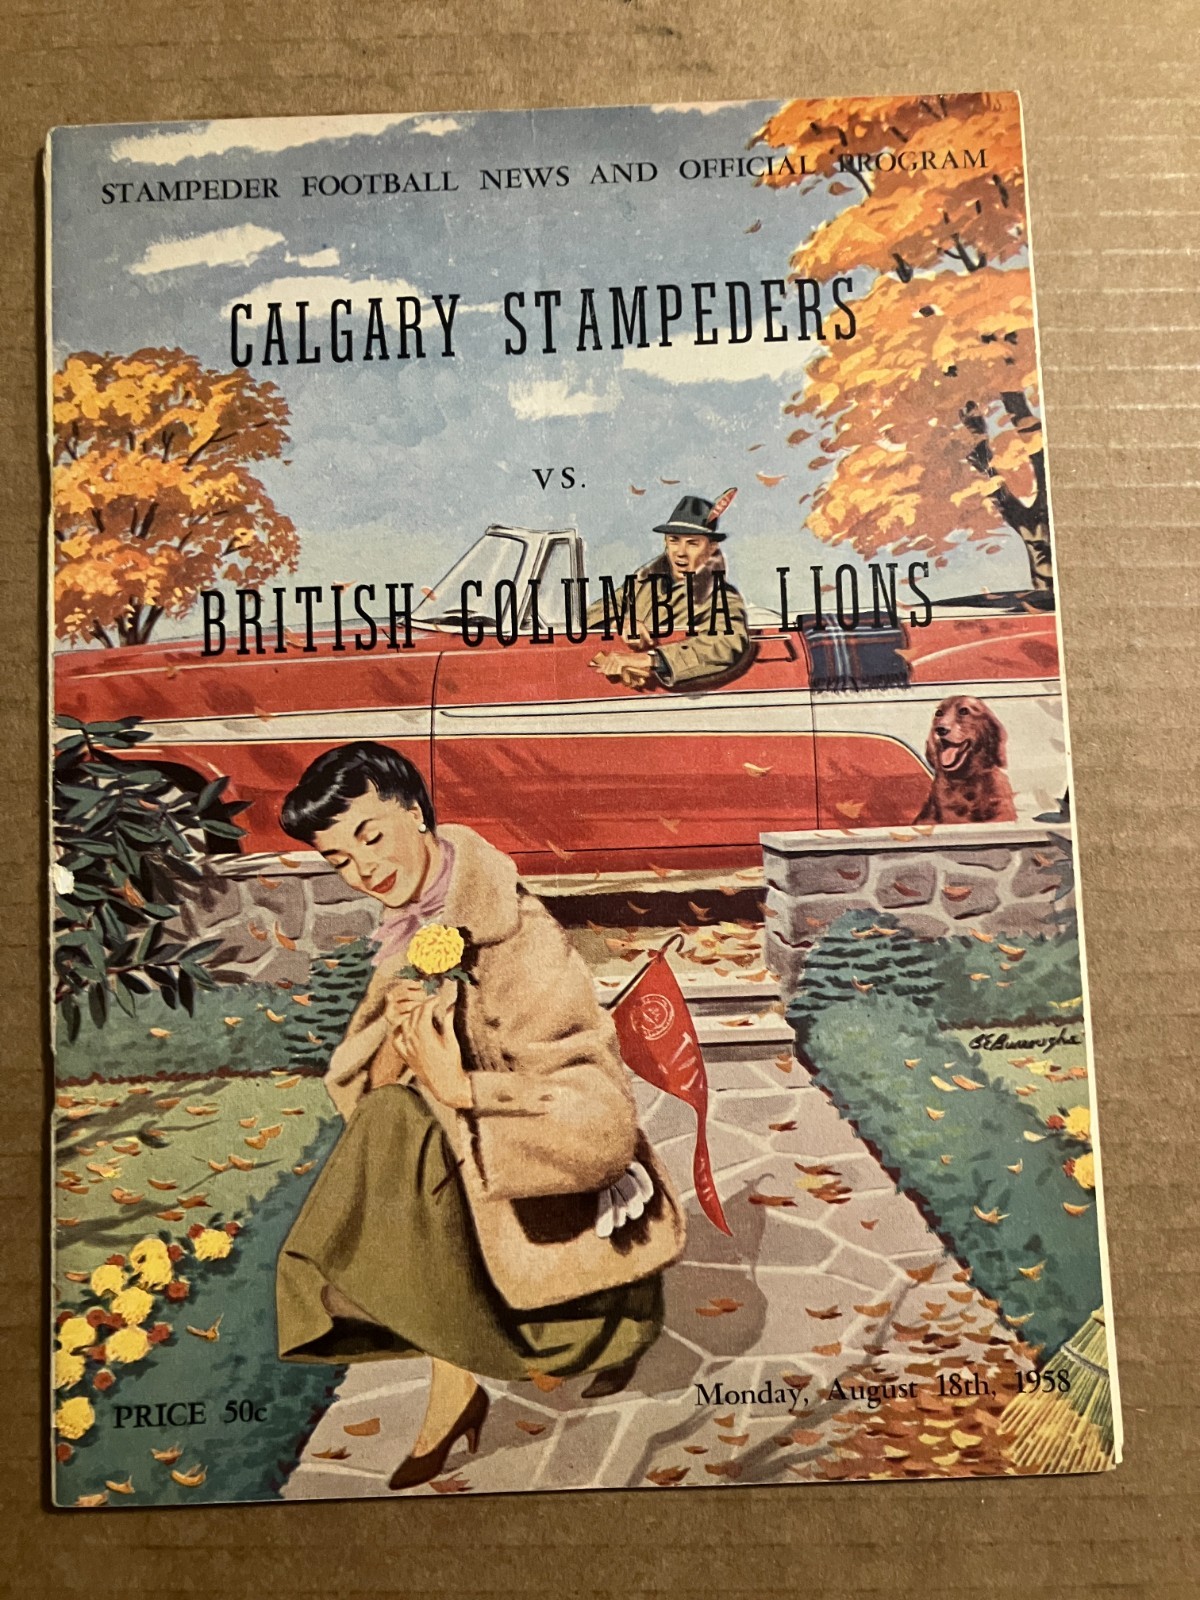 STAMPEDER FOOTBALL NEWS AND OFFICIAL PROGRAM
CALGARY STAMPEDERS
VS.
BRITISH COLUMBIA LIONS
Monday, August 18th, 1958
PRICE 50c